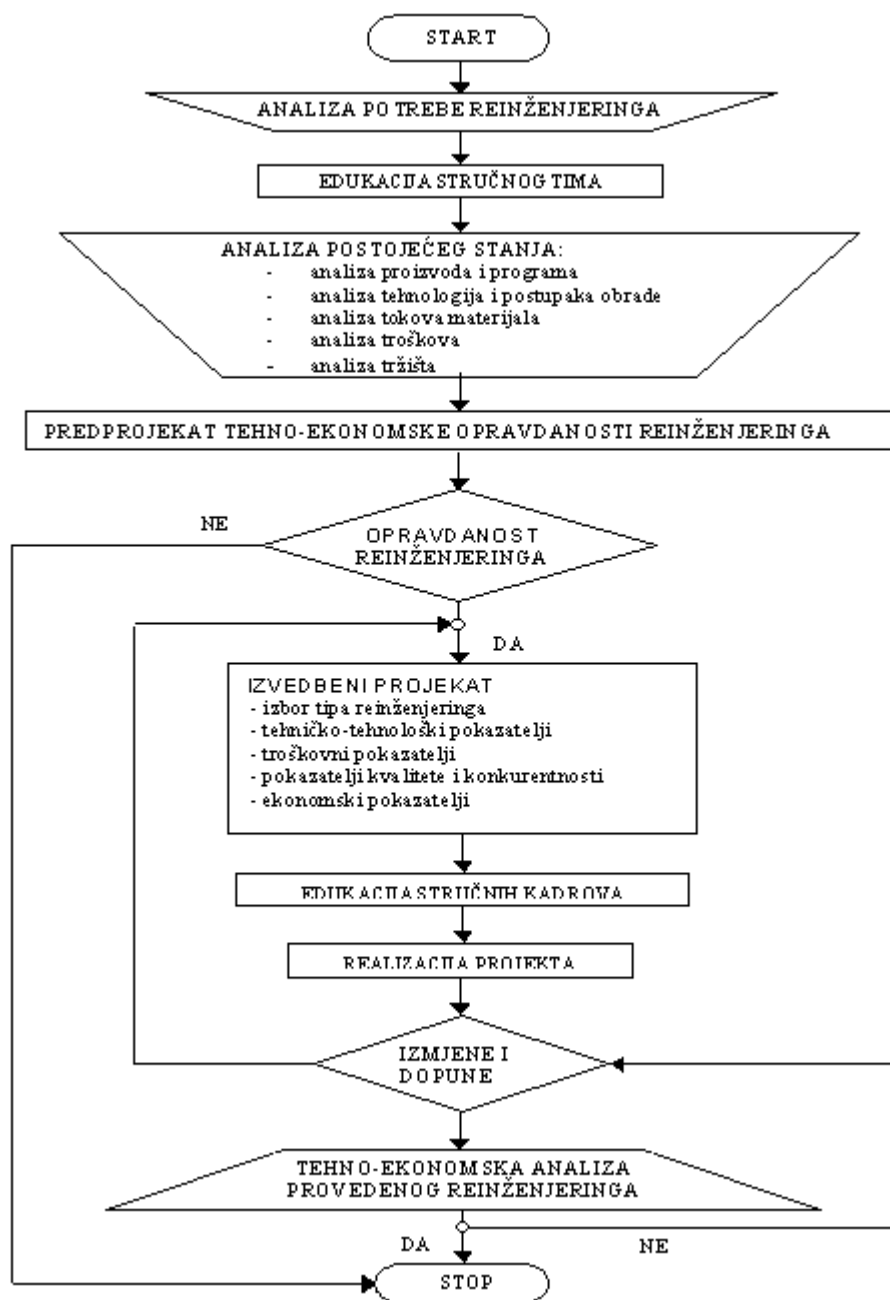 START
ANALIZA POTREBE REINŽENJERINGA
EDUKACIJA STRUČNOG TIMA
ANALIZA POSTOJEĆEG STANJA:
- analiza proizvoda i programa
- analiza tehnologija i postupaka obrade
- analiza tokova materijala
- analiza troškova
- analiza tržišta
PREDPROJEKAT TEHNO-EKONOMSKE OPRAVDANOSTI REINŽENJERINGA
NE
OPRAVDANOST
REINŽENJERINGA
DA
IZVEDBENI PROJEKAT
- izbor tipa reinženjeringa
- tehničko-tehnološki pokazatelji
- troškovni pokazatelji
- pokazatelji kvalitete i konkurentnosti
- ekonomski pokazatelji
EDUKACIJA STRUČNIH KADROVA
REALIZACIJA PROJEKTA
IZMJENE I
DOPUNE
TEHNO-EKONOMSKA ANALIZA
PROVEDENOG REINŽENJERINGA
DA
NE
STOP